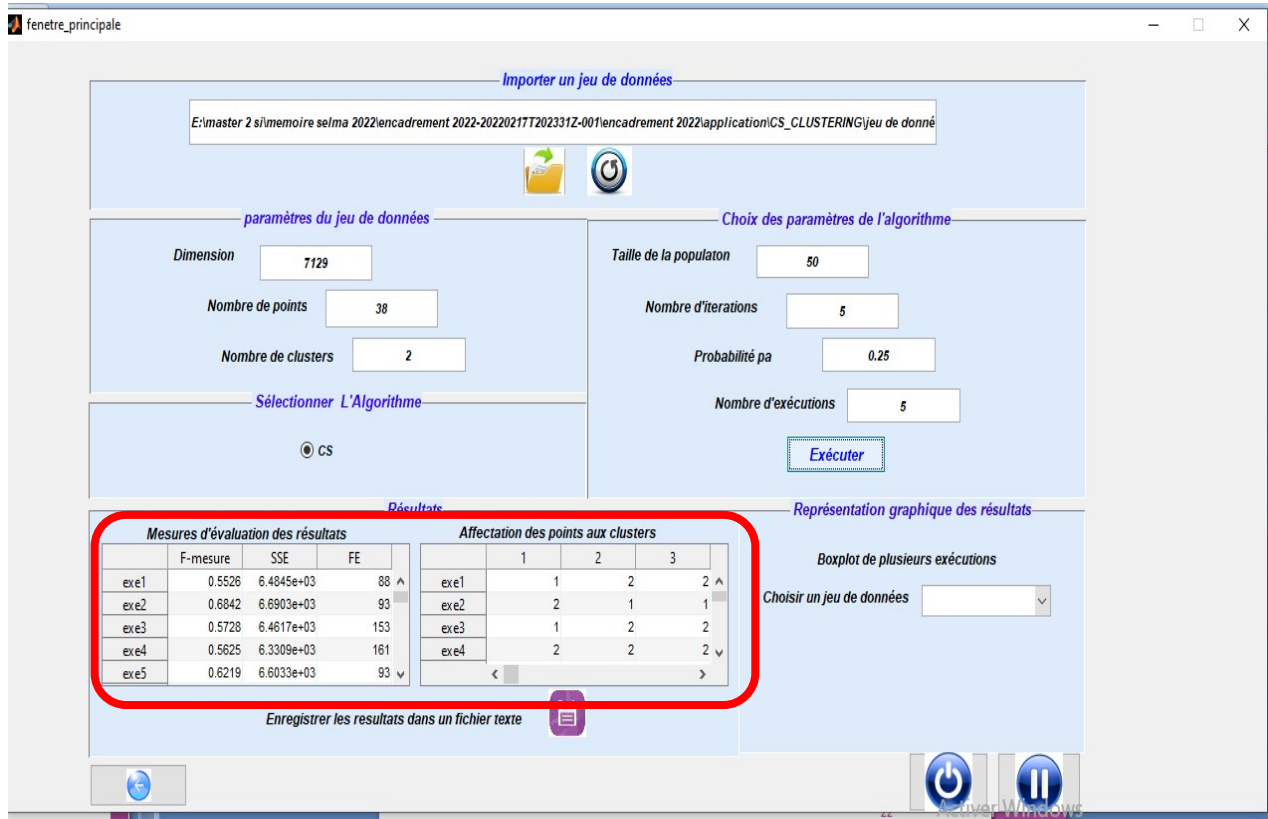 fenetre_principale
Importer un jeu de données
E:\master 2 si\memoire selma 2022\encadrement 2022-20220217T202331Z-001\encadrement 2022\application\CS_CLUSTERING\jeu de donné
paramètres du jeu de données
Dimension 7129
Nombre de points 38
Nombre de clusters 2
Choix des paramètres de l'algorithme
Taille de la populaton 50
Nombre d'iterations 5
Probabilité pa 0.25
Nombre d'exécutions 5
Exécuter
Sélectionner L'Algorithme
CS
Résultats
Mesures d'évaluation des résultats
F-mesure SSE FE
exe1 0.5526 6.4845e+03 88
exe2 0.6842 6.6903e+03 93
exe3 0.5728 6.4617e+03 153
exe4 0.5625 6.3309e+03 161
exe5 0.6219 6.6033e+03 93
Affectation des points aux clusters
1 2 3
exe1 1 2 2
exe2 2 1 1
exe3 1 2 2
exe4 2 2 2
Enregistrer les resultats dans un fichier texte
Représentation graphique des résultats
Boxplot de plusieurs exécutions
Choisir un jeu de données
Activer Windows
22